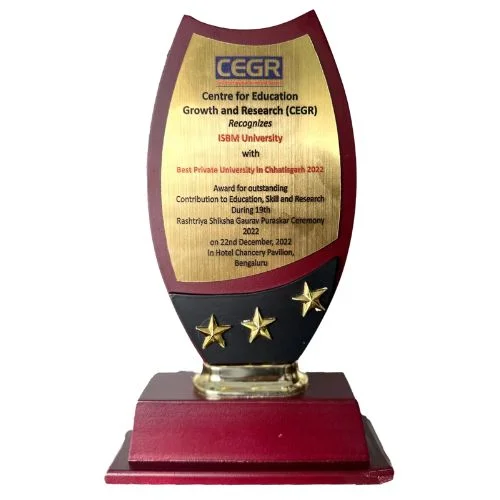 CEGR
Centre for Education
Growth and Research (CEGR)
Recognizes
ISBM University
with
Best Private University in Chhatisgarh 2022
Award for outstanding
Contribution to Education, Skill and Research
During 19th
Rashtriya Shiksha Gaurav Puraskar Ceremony
2022
on 22nd December, 2022
in Hotel Chancery Pavilion,
Bengaluru